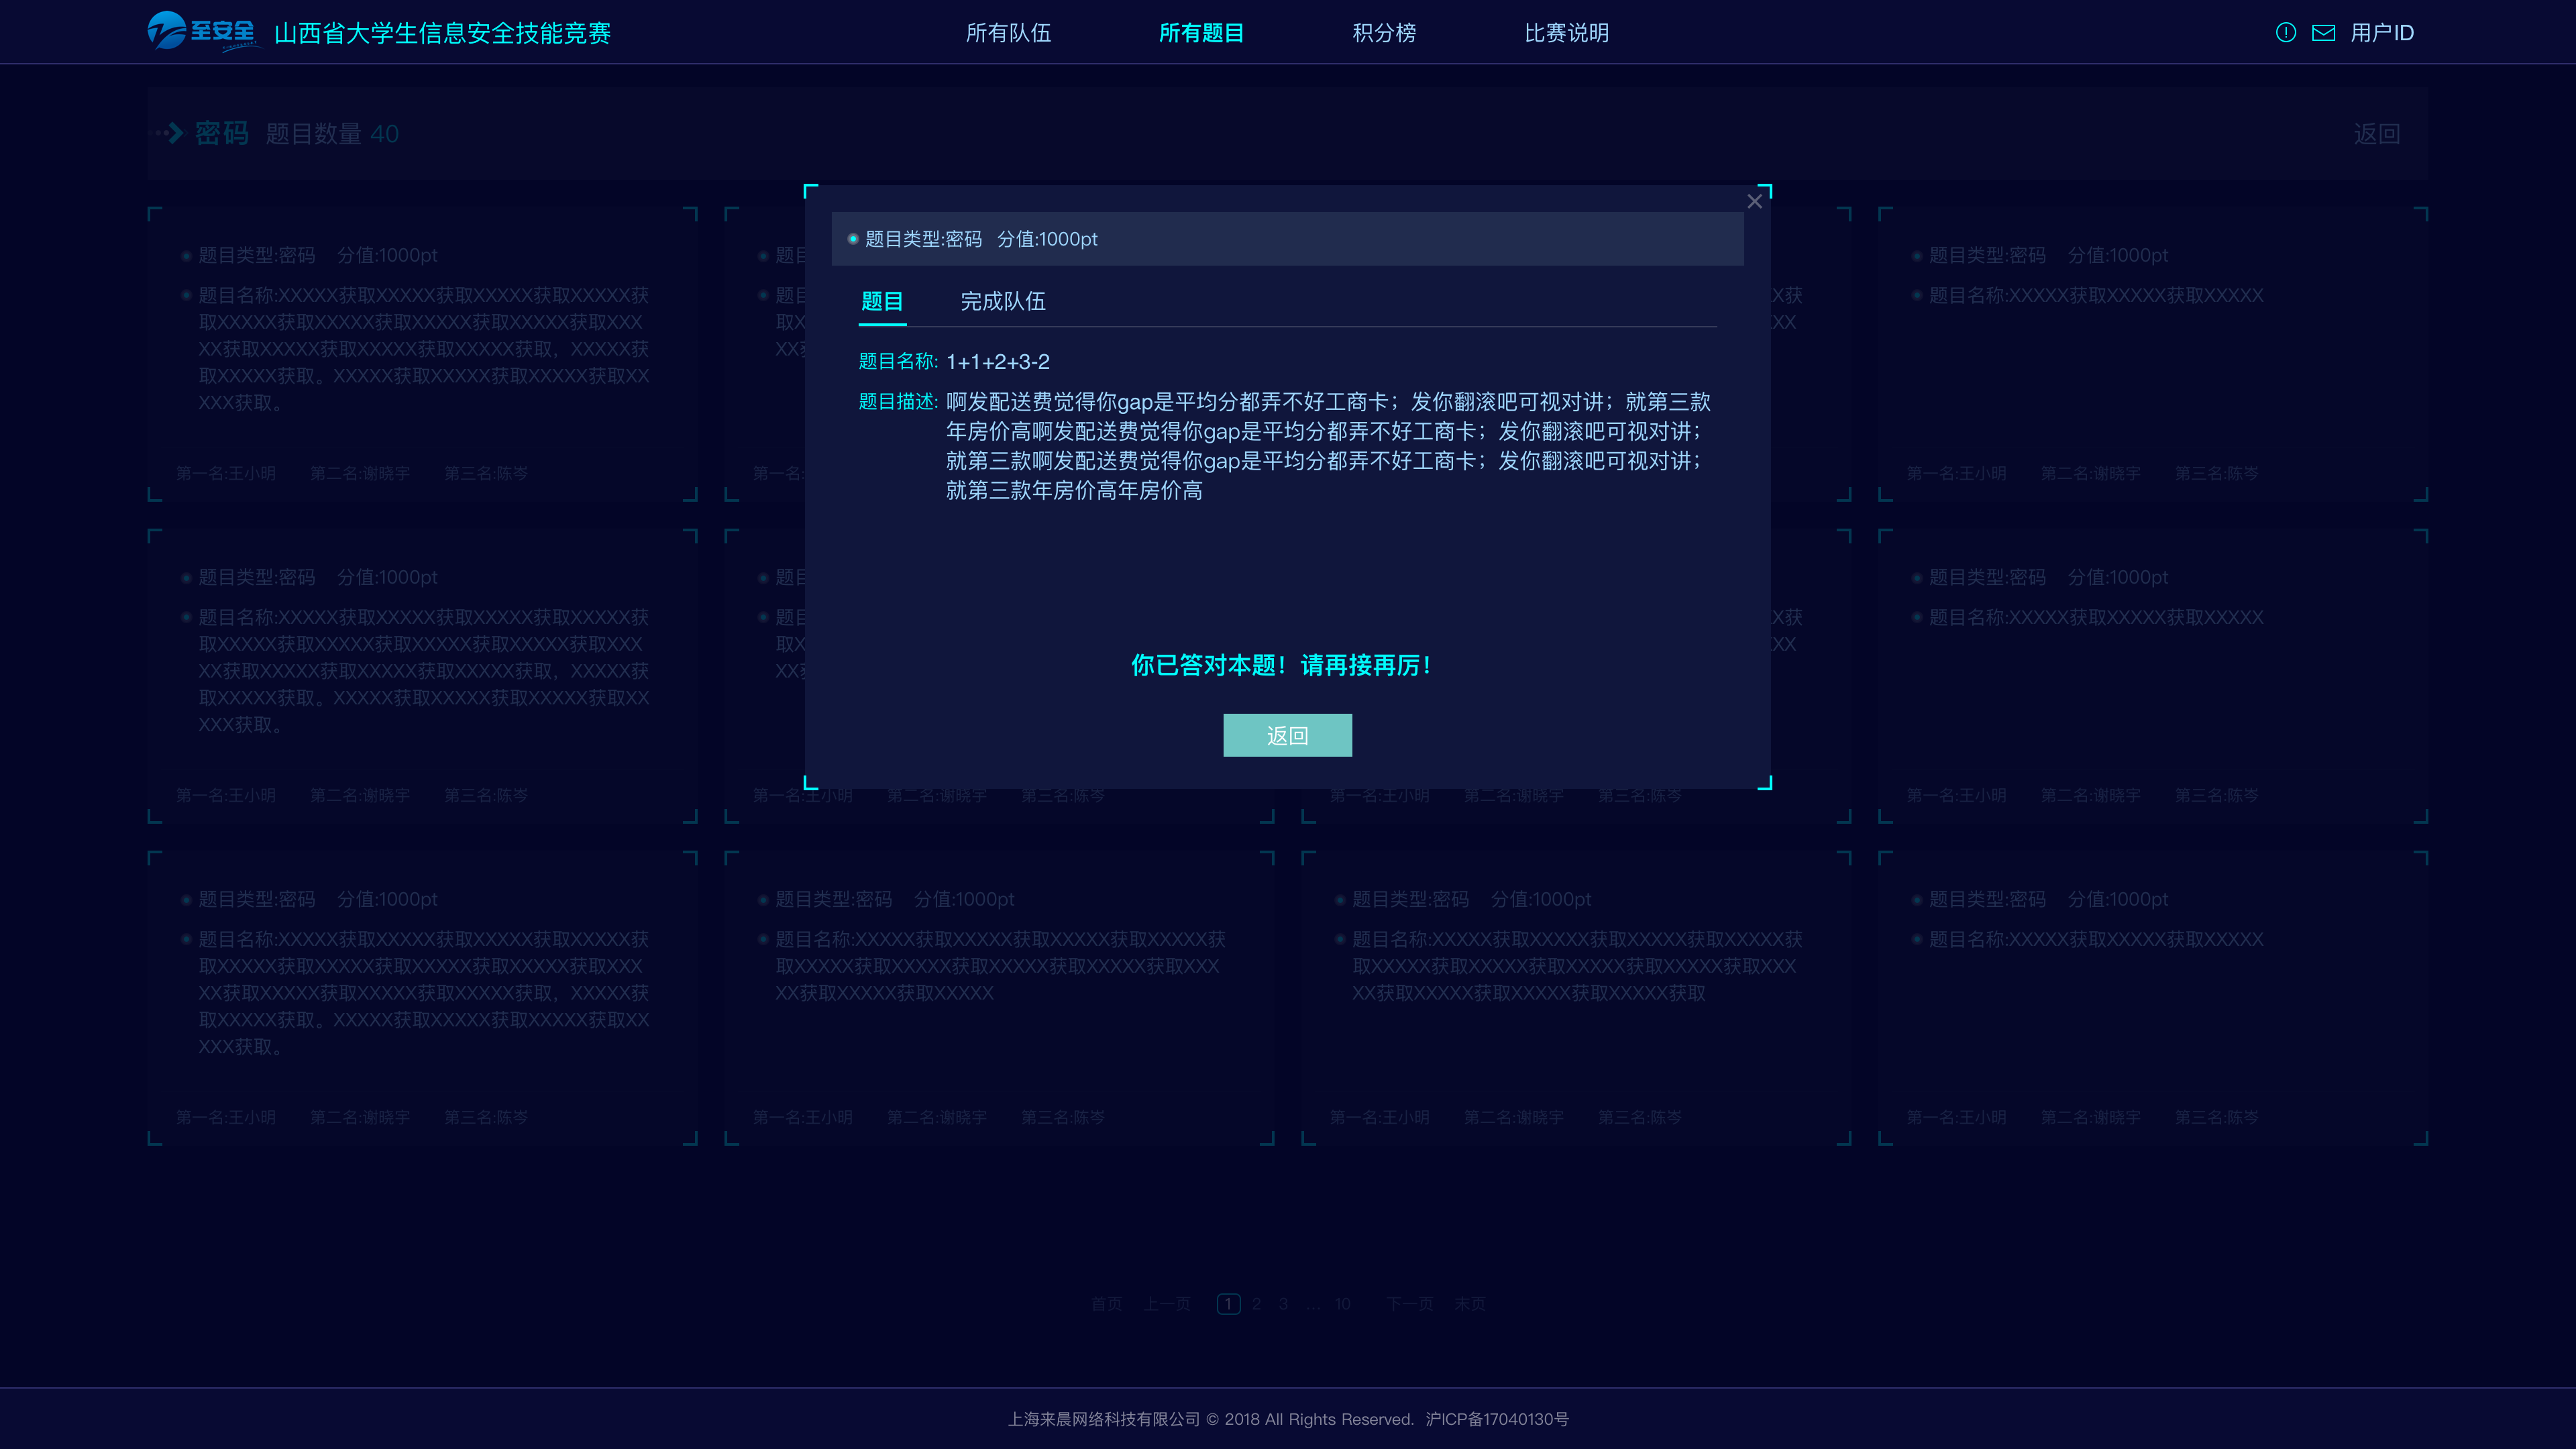 至安全 山西省大学生信息安全技能竞赛 所有队伍 所有题目 积分榜 比赛说明 用户ID
密码 题目数量 40 返回
题目类型:密码 分值:1000pt
题目 完成队伍
题目名称: 1+1+2+3-2
题目描述: 啊发配送费觉得你gap是平均分都弄不好工商卡；发你翻滚吧可视对讲；就第三款
年房价高啊发配送费觉得你gap是平均分都弄不好工商卡；发你翻滚吧可视对讲；
就第三款啊发配送费觉得你gap是平均分都弄不好工商卡；发你翻滚吧可视对讲；
就第三款年房价高年房价高
你已答对本题！请再接再厉！
返回
题目类型:密码 分值:1000pt
题目名称:XXXXX获取XXXXX获取XXXXX获取XXXXX获
取XXXXX获取XXXXX获取XXXXX获取XXXXX获取XXX
XX获取XXXXX获取XXXXX获取XXXXX获取，XXXXX获
取XXXXX获取。XXXXX获取XXXXX获取XXXXX获取XX
XXX获取。
第一名:王小明 第二名:谢晓宇 第三名:陈岑
题目类型:密码 分值:1000pt
题目名称:XXXXX获取XXXXX获取XXXXX
第一名:王小明 第二名:谢晓宇 第三名:陈岑
题目类型:密码 分值:1000pt
题目名称:XXXXX获取XXXXX获取XXXXX获取XXXXX获
取XXXXX获取XXXXX获取XXXXX获取XXXXX获取XXX
XX获取XXXXX获取XXXXX获取XXXXX获取，XXXXX获
取XXXXX获取。XXXXX获取XXXXX获取XXXXX获取XX
XXX获取。
第一名:王小明 第二名:谢晓宇 第三名:陈岑
第一名:王小明 第二名:谢晓宇 第三名:陈岑
第一名:王小明 第二名:谢晓宇 第三名:陈岑
题目类型:密码 分值:1000pt
题目名称:XXXXX获取XXXXX获取XXXXX
第一名:王小明 第二名:谢晓宇 第三名:陈岑
题目类型:密码 分值:1000pt
题目名称:XXXXX获取XXXXX获取XXXXX获取XXXXX获
取XXXXX获取XXXXX获取XXXXX获取XXXXX获取XXX
XX获取XXXXX获取XXXXX获取XXXXX获取，XXXXX获
取XXXXX获取。XXXXX获取XXXXX获取XXXXX获取XX
XXX获取。
第一名:王小明 第二名:谢晓宇 第三名:陈岑
题目类型:密码 分值:1000pt
题目名称:XXXXX获取XXXXX获取XXXXX获取XXXXX获
取XXXXX获取XXXXX获取XXXXX获取XXXXX获取XXX
XX获取XXXXX获取XXXXX
第一名:王小明 第二名:谢晓宇 第三名:陈岑
题目类型:密码 分值:1000pt
题目名称:XXXXX获取XXXXX获取XXXXX获取XXXXX获
取XXXXX获取XXXXX获取XXXXX获取XXXXX获取XXX
XX获取XXXXX获取XXXXX获取XXXXX获取
第一名:王小明 第二名:谢晓宇 第三名:陈岑
题目类型:密码 分值:1000pt
题目名称:XXXXX获取XXXXX获取XXXXX
第一名:王小明 第二名:谢晓宇 第三名:陈岑
首页 上一页 1 2 3 ... 10 下一页 末页
上海来晨网络科技有限公司 © 2018 All Rights Reserved. 沪ICP备17040130号